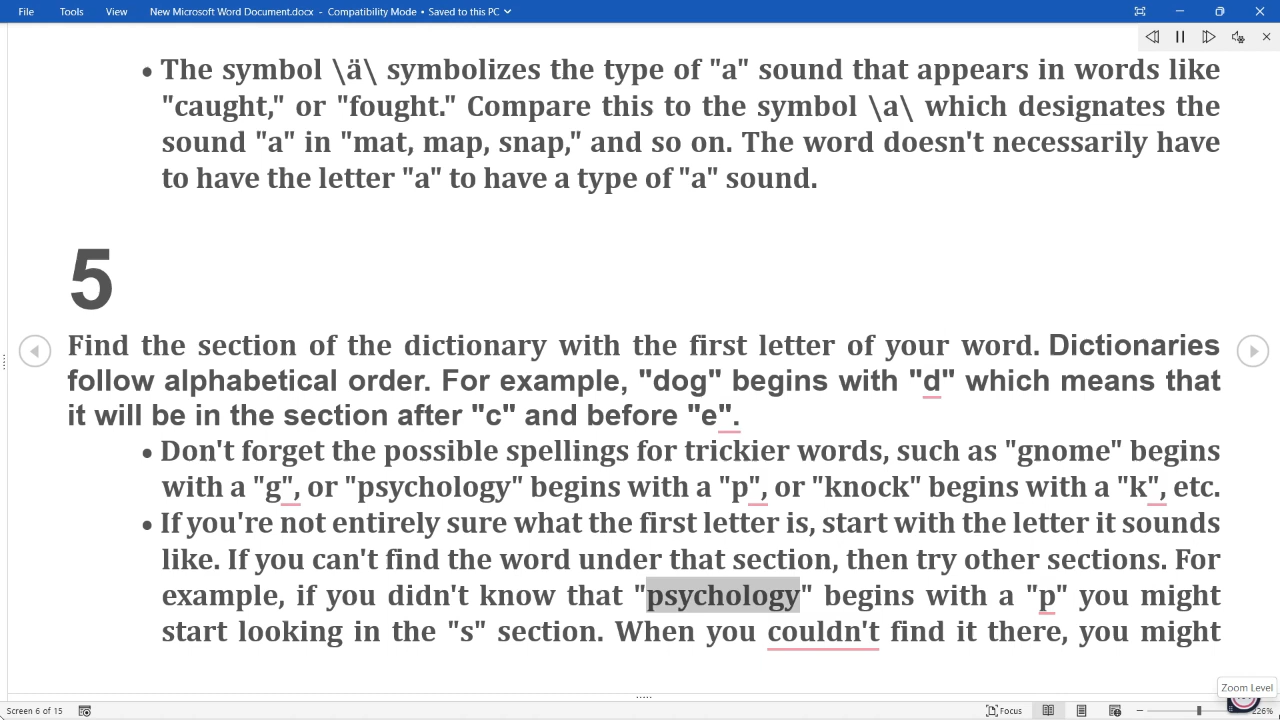 File Tools View New Microsoft Word Document.docx - Compatibility Mode • Saved to this PC
• The symbol \ä\ symbolizes the type of "a" sound that appears in words like
"caught," or "fought." Compare this to the symbol \a\ which designates the
sound "a" in "mat, map, snap," and so on. The word doesn't necessarily have
to have the letter "a" to have a type of "a" sound.
5
Find the section of the dictionary with the first letter of your word. Dictionaries
follow alphabetical order. For example, "dog" begins with "d" which means that
it will be in the section after "c" and before "e".
• Don't forget the possible spellings for trickier words, such as "gnome" begins
with a "g", or "psychology" begins with a "p", or "knock" begins with a "k", etc.
• If you're not entirely sure what the first letter is, start with the letter it sounds
like. If you can't find the word under that section, then try other sections. For
example, if you didn't know that "psychology" begins with a "p" you might
start looking in the "s" section. When you couldn't find it there, you might
Zoom Level
Screen 6 of 15 Focus 226%